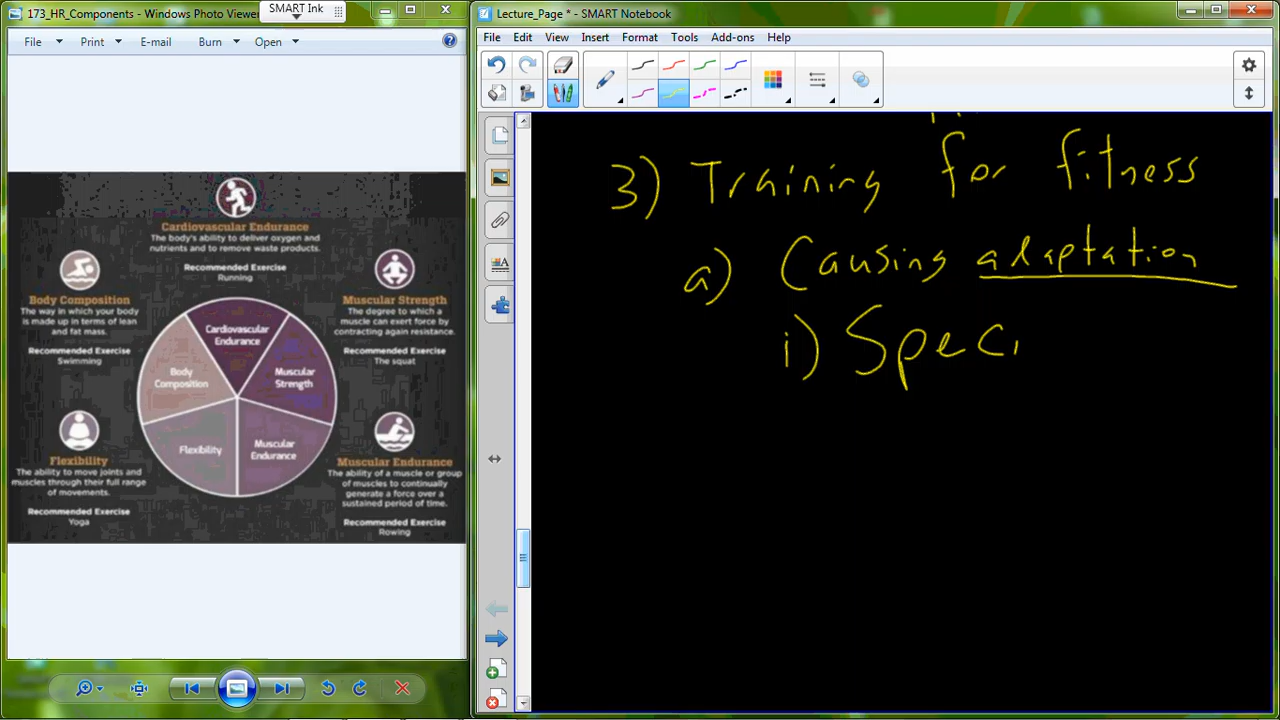 173_HR_Components - Windows Photo Viewer
SMART Ink
File Print E-mail Burn Open
Cardiovascular Endurance
The body's ability to deliver oxygen and
nutrients and to remove waste products.
Recommended Exercise
Running
Body Composition
The way in which your body
is made up in terms of lean
and fat mass.
Recommended Exercise
Swimming
Muscular Strength
The degree to which a
muscle can exert force by
contracting again resistance.
Recommended Exercise
The squat
Cardiovascular
Endurance
Body
Composition
Muscular
Strength
Flexibility
Muscular
Endurance
Flexibility
The ability to move joints and
muscles through their full range
of movements.
Recommended Exercise
Yoga
Muscular Endurance
The ability of a muscle or group
of muscles to continually
generate a force over a
sustained period of time.
Recommended Exercise
Rowing
Lecture_Page * - SMART Notebook
File Edit View Insert Format Tools Add-ons Help
3) Training for fitness
a) Causing adaptation
i) Speci